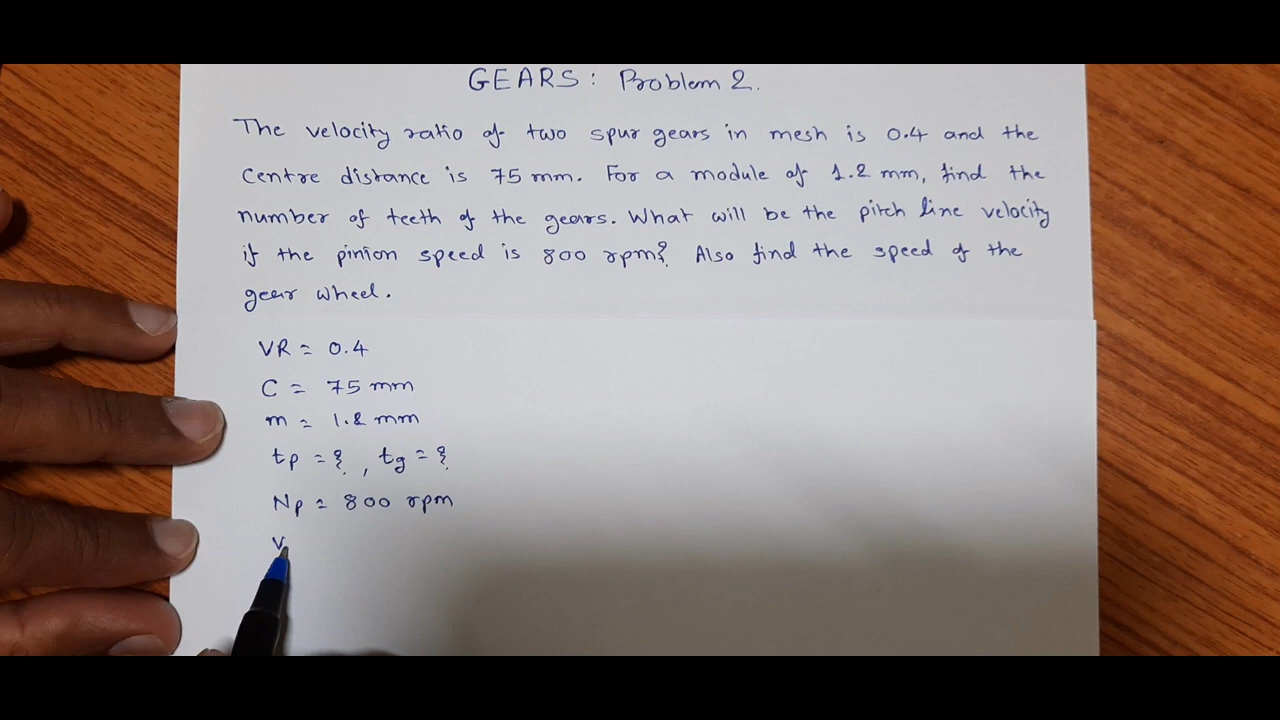 GEARS: Problem 2.
The velocity ratio of two spur gears in mesh is 0.4 and the
centre distance is 75 mm. For a module of 1.2 mm, find the
number of teeth of the gears. What will be the pitch line velocity
if the pinion speed is 800 rpm? Also find the speed of the
gear wheel.
VR = 0.4
C = 75 mm
m = 1.2 mm
tp = ?, tg = ?
Np = 800 rpm
V